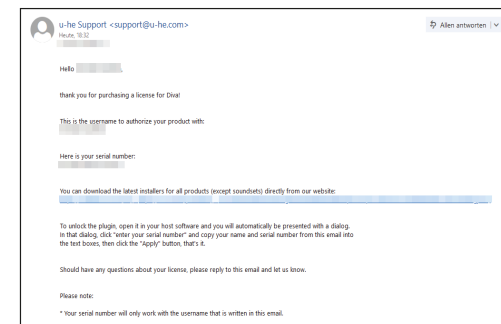 u-he Support <support@u-he.com>
Heute, 18:32
Allen antworten
Hello
thank you for purchasing a license for Diva!
This is the username to authorize your product with:
Here is your serial number:
You can download the latest installers for all products (except soundsets) directly from our website:
To unlock the plugin, open it in your host software and you will automatically be presented with a dialog.
In that dialog, click "enter your serial number" and copy your name and serial number from this email into
the text boxes, then click the "Apply" button, that's it.
Should have any questions about your license, please reply to this email and let us know.
Please note:
* Your serial number will only work with the username that is written in this email.